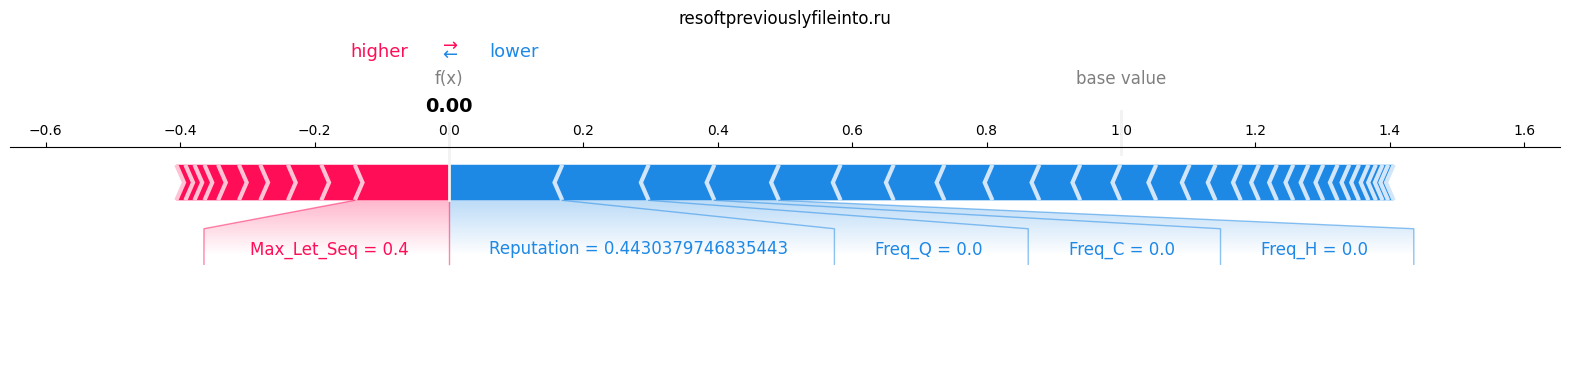 resoftpreviouslyfileinto.ru
higher → ← lower
f(x) base value
0.00
−0.6 −0.4 −0.2 0.0 0.2 0.4 0.6 0.8 1.0 1.2 1.4 1.6
Max_Let_Seq = 0.4 Reputation = 0.4430379746835443 Freq_Q = 0.0 Freq_C = 0.0 Freq_H = 0.0